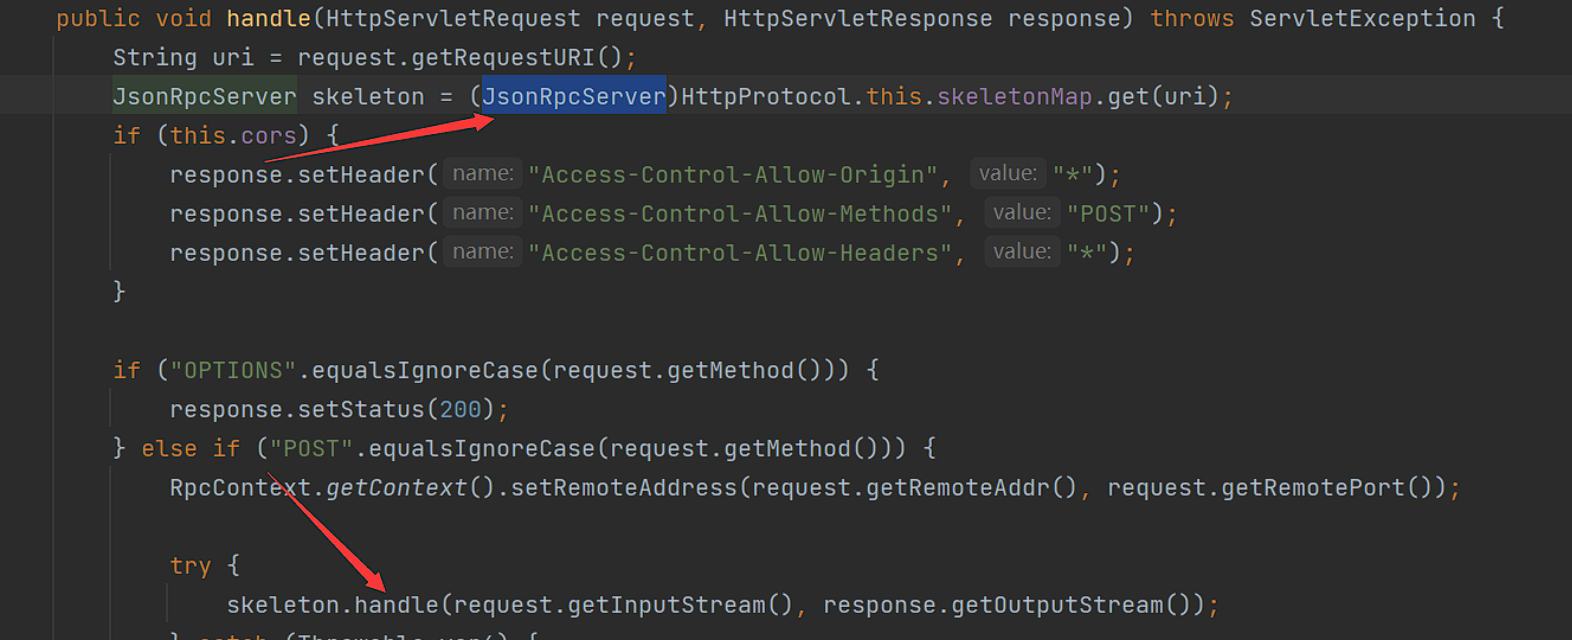 public void handle(HttpServletRequest request, HttpServletResponse response) throws ServletException {
String uri = request.getRequestURI();
JsonRpcServer skeleton = (JsonRpcServer)HttpProtocol.this.skeletonMap.get(uri);
if (this.cors) {
response.setHeader( name: "Access-Control-Allow-Origin", value: "*");
response.setHeader( name: "Access-Control-Allow-Methods", value: "POST");
response.setHeader( name: "Access-Control-Allow-Headers", value: "*");
}
if ("OPTIONS".equalsIgnoreCase(request.getMethod())) {
response.setStatus(200);
} else if ("POST".equalsIgnoreCase(request.getMethod())) {
RpcContext.getContext().setRemoteAddress(request.getRemoteAddr(), request.getRemotePort());
try {
skeleton.handle(request.getInputStream(), response.getOutputStream());
} catch (Throwable var6) {